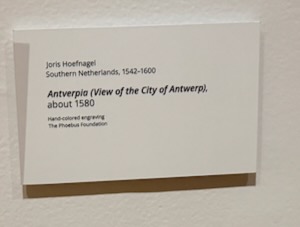 Joris Hoefnagel
Southern Netherlands, 1542–1600
Antverpia (View of the City of Antwerp),
about 1580
Hand-colored engraving
The Phoebus Foundation